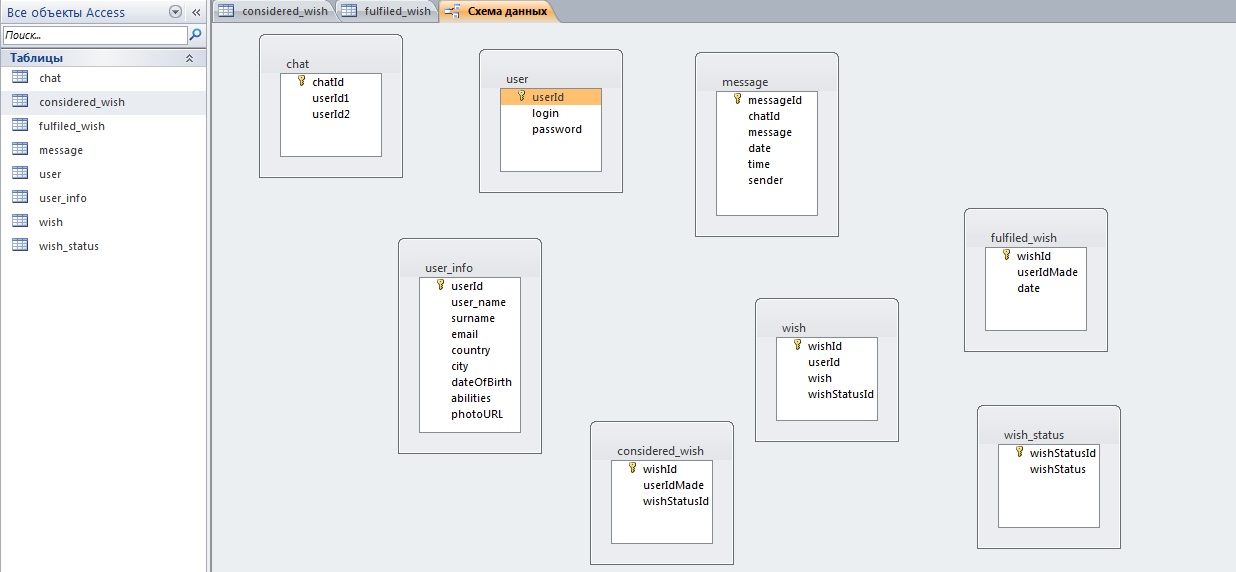 Все объекты Access
Поиск...
Таблицы
chat
considered_wish
fulfiled_wish
message
user
user_info
wish
wish_status
considered_wish
fulfiled_wish
Схема данных
chat
chatId
userId1
userId2
user
userId
login
password
message
messageId
chatId
message
date
time
sender
user_info
userId
user_name
surname
email
country
city
dateOfBirth
abilities
photoURL
wish
wishId
userId
wish
wishStatusId
fulfiled_wish
wishId
userIdMade
date
considered_wish
wishId
userIdMade
wishStatusId
wish_status
wishStatusId
wishStatus